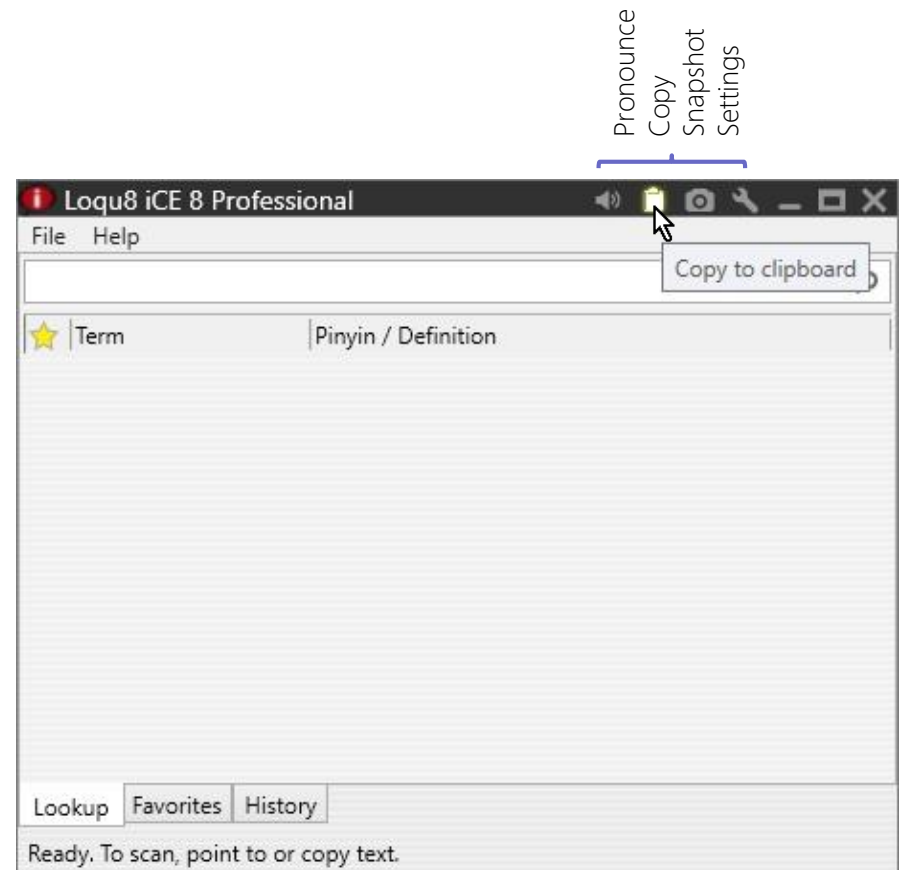 Pronounce
Copy
Snapshot
Settings
Loqu8 iCE 8 Professional
File Help
Copy to clipboard
Term Pinyin / Definition
Lookup Favorites History
Ready. To scan, point to or copy text.